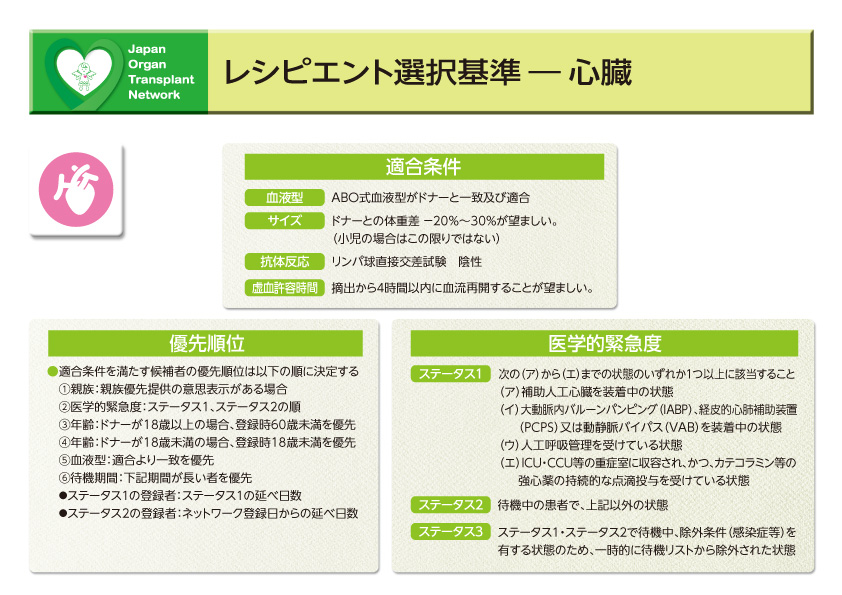 Japan
Organ
Transplant
Network
レシピエント選択基準 ― 心臓
適合条件
血液型 ABO式血液型がドナーと一致及び適合
サイズ ドナーとの体重差 −20%〜30%が望ましい。
（小児の場合はこの限りではない）
抗体反応 リンパ球直接交差試験　陰性
虚血許容時間 摘出から4時間以内に血流再開することが望ましい。
優先順位
●適合条件を満たす候補者の優先順位は以下の順に決定する
①親族：親族優先提供の意思表示がある場合
②医学的緊急度：ステータス1、ステータス2の順
③年齢：ドナーが18歳以上の場合、登録時60歳未満を優先
④年齢：ドナーが18歳未満の場合、登録時18歳未満を優先
⑤血液型：適合より一致を優先
⑥待機期間：下記期間が長い者を優先
●ステータス1の登録者：ステータス1の延べ日数
●ステータス2の登録者：ネットワーク登録日からの延べ日数
医学的緊急度
ステータス1 次の（ア）から（エ）までの状態のいずれか1つ以上に該当すること
（ア）補助人工心臓を装着中の状態
（イ）大動脈内バルーンパンピング（IABP）、経皮的心肺補助装置
（PCPS）又は動静脈バイパス（VAB）を装着中の状態
（ウ）人工呼吸管理を受けている状態
（エ）ICU・CCU等の重症室に収容され、かつ、カテコラミン等の
強心薬の持続的な点滴投与を受けている状態
ステータス2 待機中の患者で、上記以外の状態
ステータス3 ステータス1・ステータス2で待機中、除外条件（感染症等）を
有する状態のため、一時的に待機リストから除外された状態